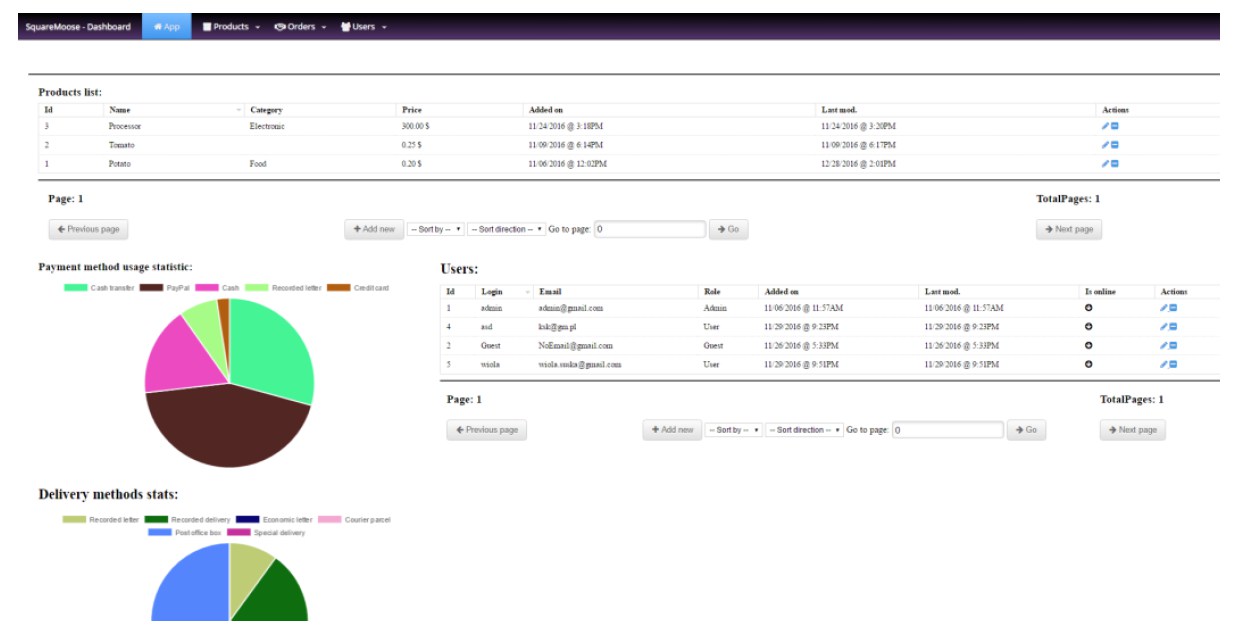 SquareMoose - Dashboard App Products Orders Users
Products list:
Id Name Category Price Added on Last mod. Actions
3 Processor Electronic 300.00 $ 11/24/2016 @ 3:18PM 11/24/2016 @ 3:20PM
2 Tomato 0.25 $ 11/09/2016 @ 6:14PM 11/09/2016 @ 6:17PM
1 Potato Food 0.20 $ 11/06/2016 @ 12:02PM 12/28/2016 @ 2:01PM
Page: 1 TotalPages: 1
Previous page Add new -- Sort by -- -- Sort direction -- Go to page: 0 Go Next page
Payment method usage statistic:
Cash transfer PayPal Cash Recorded letter Credit card
Users:
Id Login Email Role Added on Last mod. Is online Actions
1 admin admin@gmail.com Admin 11/06/2016 @ 11:57AM 11/06/2016 @ 11:57AM
4 asd ksk@gm.pl User 11/29/2016 @ 9:23PM 11/29/2016 @ 9:23PM
2 Guest NoEmail@gmail.com Guest 11/26/2016 @ 5:33PM 11/26/2016 @ 5:33PM
5 wiola User 11/29/2016 @ 9:51PM 11/29/2016 @ 9:51PM
Page: 1 TotalPages: 1
Previous page Add new -- Sort by -- -- Sort direction -- Go to page: 0 Go Next page
Delivery methods stats:
Recorded letter Recorded delivery Economic letter Courier parcel
Post office box Special delivery